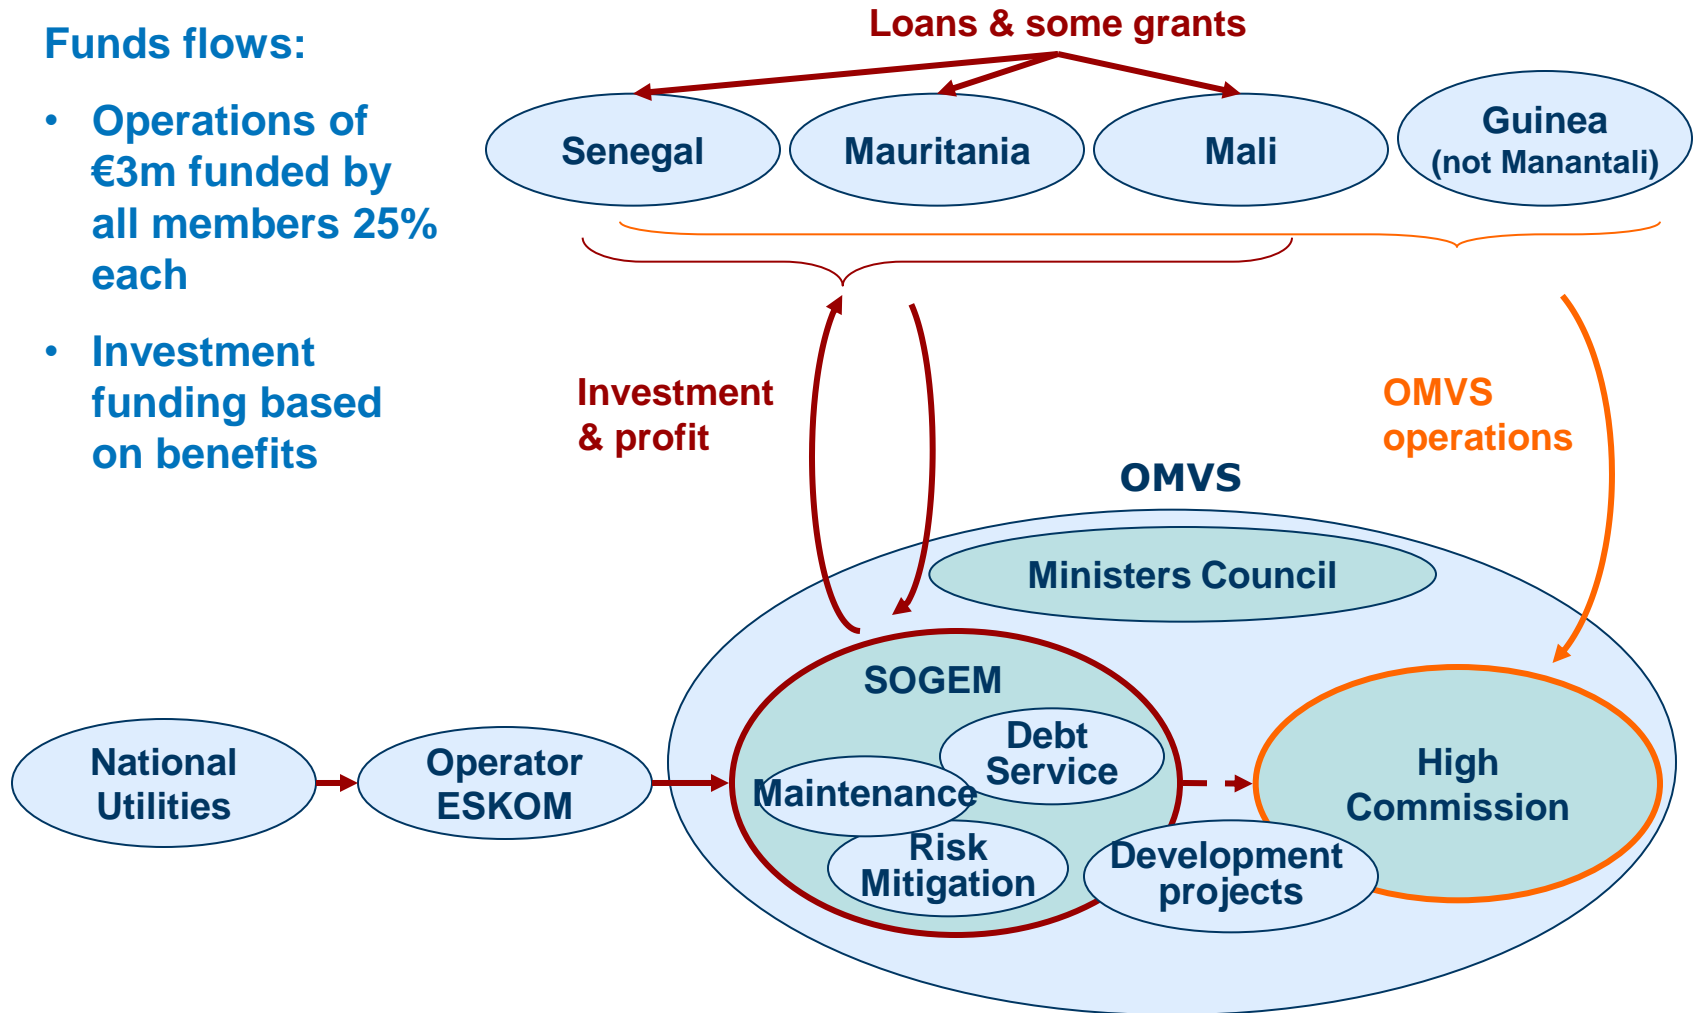 Funds flows:
• Operations of
€3m funded by
all members 25%
each
• Investment
funding based
on benefits
Loans & some grants
Senegal
Mauritania
Mali
Guinea
(not Manantali)
Investment
& profit
OMVS
operations
OMVS
Ministers Council
SOGEM
Debt
Service
Maintenance
Risk
Mitigation
National
Utilities
Operator
ESKOM
High
Commission
Development
projects